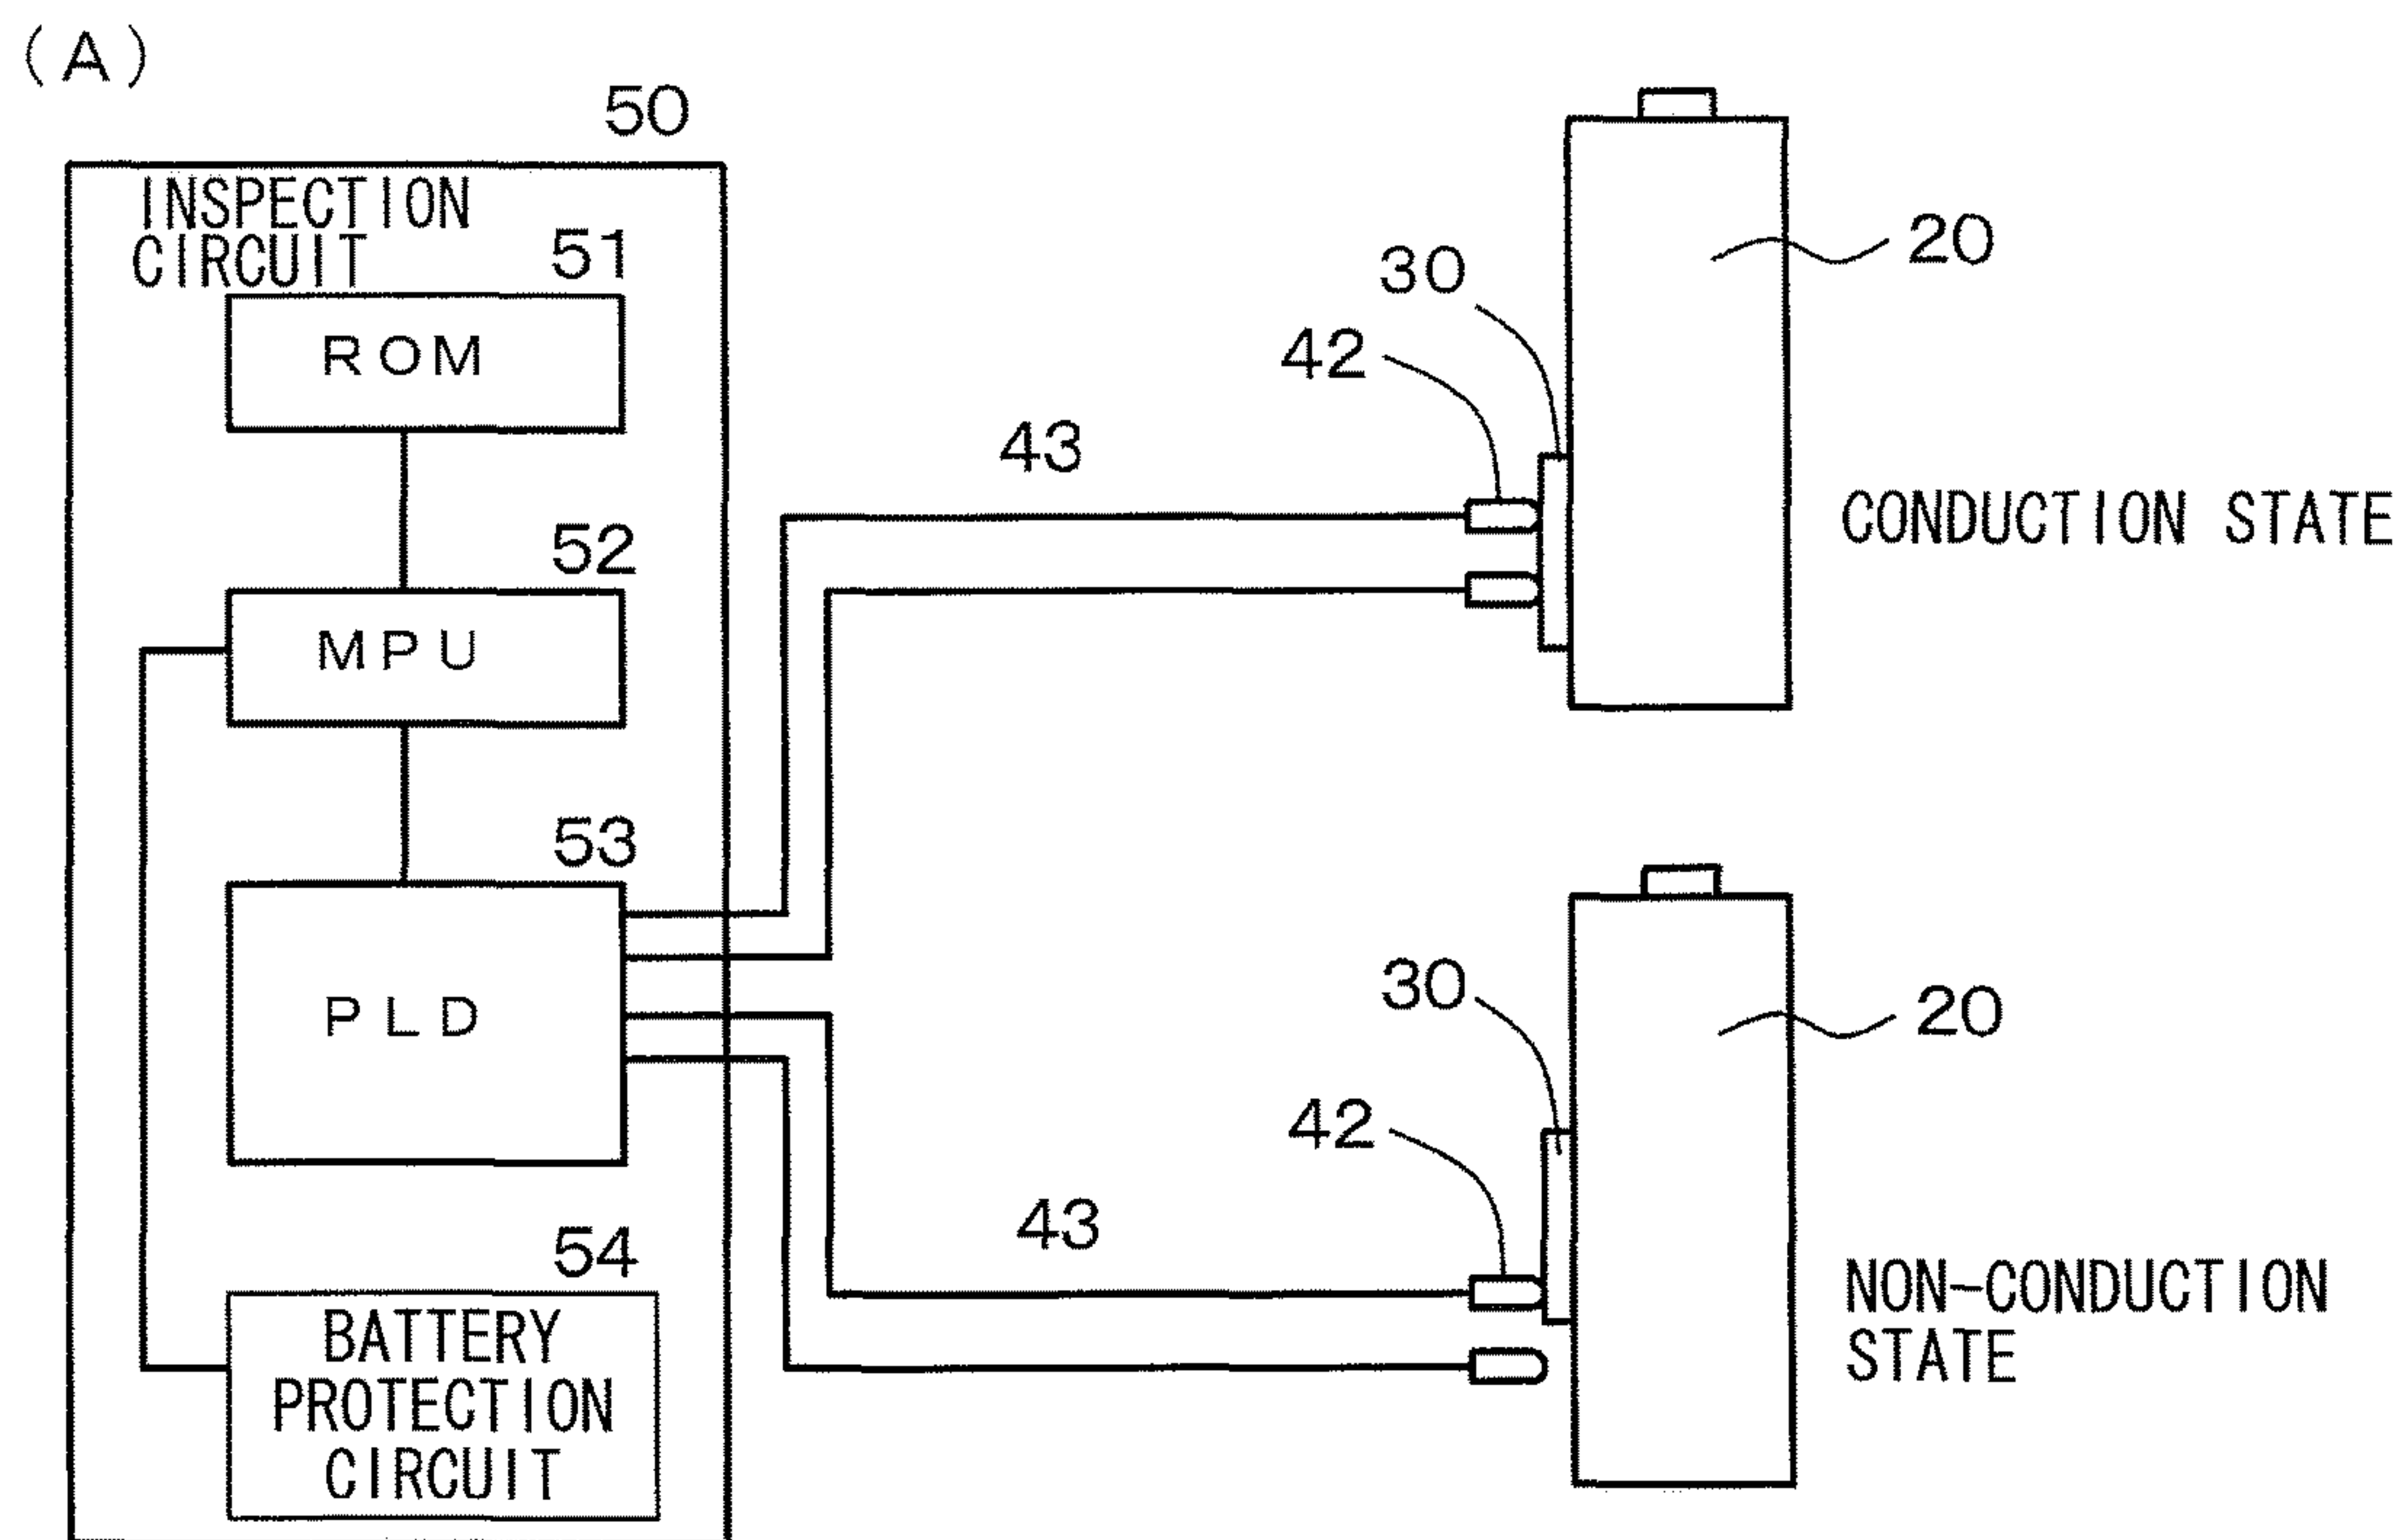 (A)
50
INSPECTION
CIRCUIT
51
ROM
52
MPU
53
PLD
54
BATTERY
PROTECTION
CIRCUIT
20
30
42
43
CONDUCTION STATE
20
30
42
43
NON-CONDUCTION
STATE